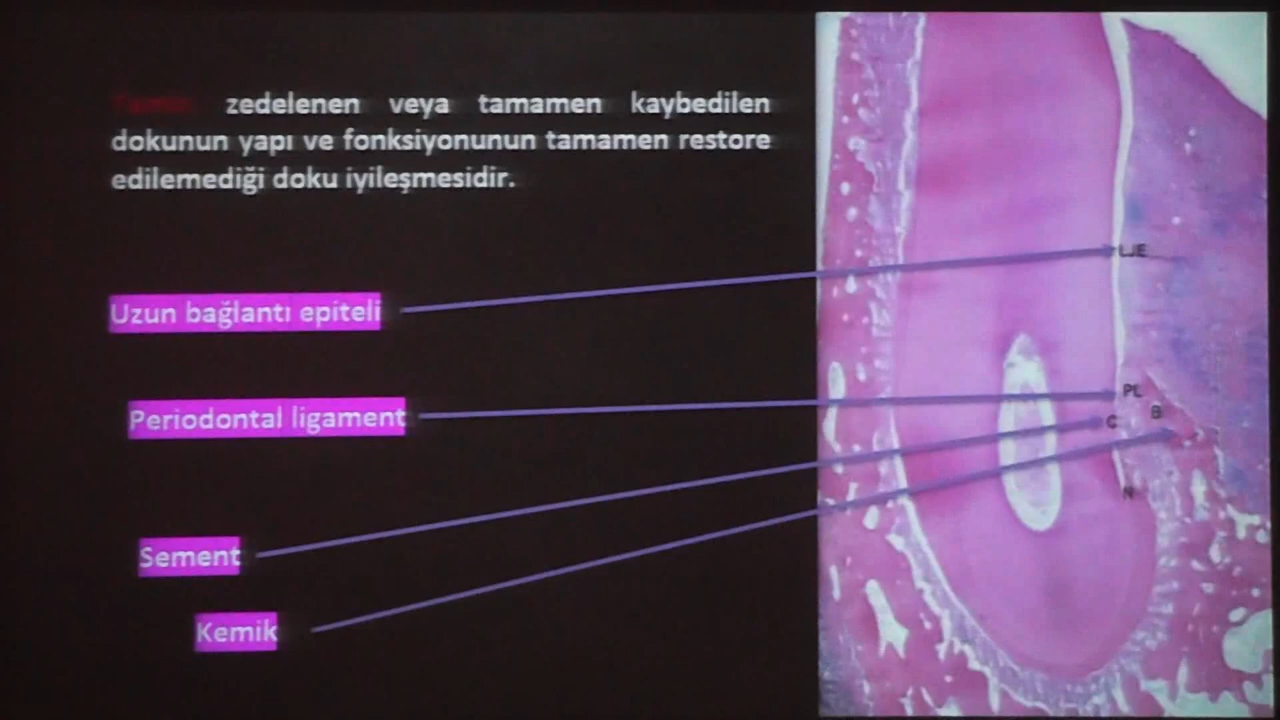 zedelenen veya tamamen kaybedilen
dokunun yapı ve fonksiyonunun tamamen restore
edilemediği doku iyileşmesidir.
Uzun bağlantı epiteli
LJE
Periodontal ligament
PL
B
C
Sement
N
Kemik